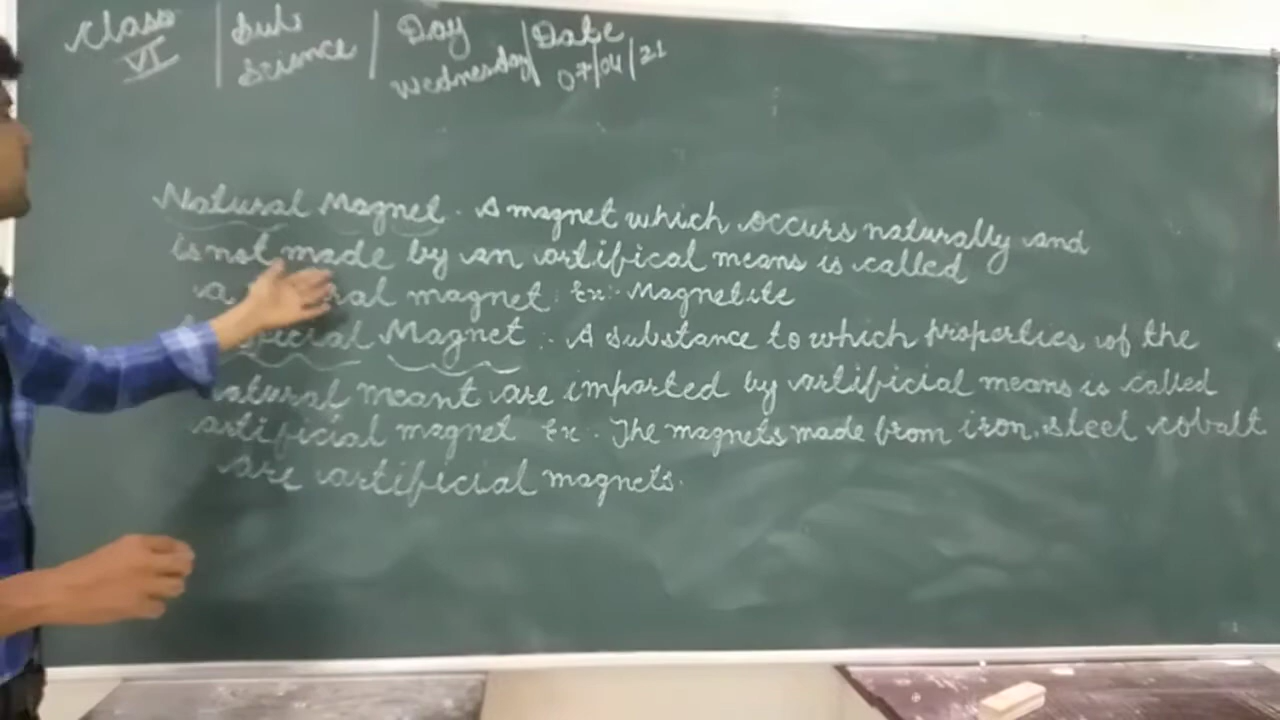 Class | Sub | Day | Date
VI | Science | Wednesday | 07/04/21
Natural Magnet - A magnet which occurs naturally and
is not made by an artifical means is called
a magnet: Ex:- Magnetite
Magnet :- A substance to which properties of the
natural meant are imparted by artificial means is called
artificial magnet Ex - The magnets made from iron, steel cobalt
are artificial magnets.